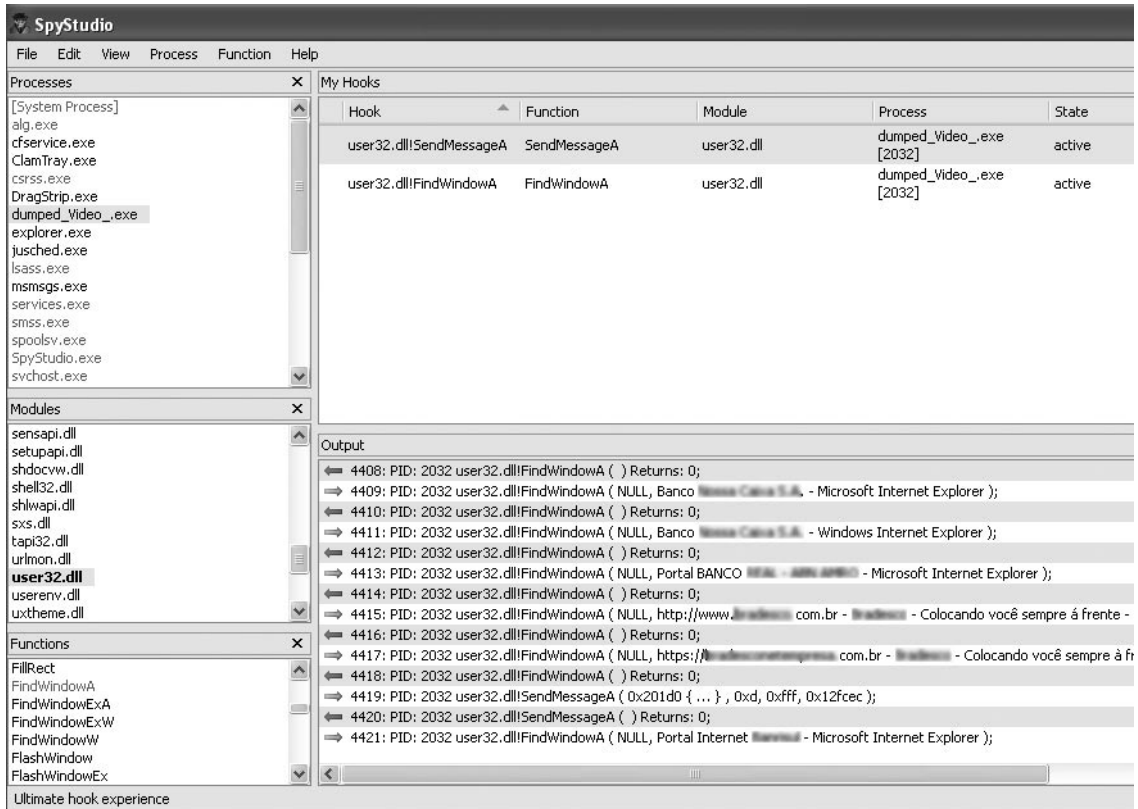 SpyStudio
File Edit View Process Function Help
Processes
[System Process]
alg.exe
cfservice.exe
ClamTray.exe
csrss.exe
DragStrip.exe
dumped_Video_.exe
explorer.exe
jusched.exe
lsass.exe
msmsgs.exe
services.exe
smss.exe
spoolsv.exe
SpyStudio.exe
svchost.exe
Modules
sensapi.dll
setupapi.dll
shdocvw.dll
shell32.dll
shlwapi.dll
sxs.dll
tapi32.dll
urlmon.dll
user32.dll
userenv.dll
uxtheme.dll
Functions
FillRect
FindWindowA
FindWindowExA
FindWindowExW
FindWindowW
FlashWindow
FlashWindowEx
My Hooks
Hook Function Module Process State
user32.dll!SendMessageA SendMessageA user32.dll dumped_Video_.exe [2032] active
user32.dll!FindWindowA FindWindowA user32.dll dumped_Video_.exe [2032] active
Output
4408: PID: 2032 user32.dll!FindWindowA ( ) Returns: 0;
4409: PID: 2032 user32.dll!FindWindowA ( NULL, Banco - Microsoft Internet Explorer );
4410: PID: 2032 user32.dll!FindWindowA ( ) Returns: 0;
4411: PID: 2032 user32.dll!FindWindowA ( NULL, Banco - Windows Internet Explorer );
4412: PID: 2032 user32.dll!FindWindowA ( ) Returns: 0;
4413: PID: 2032 user32.dll!FindWindowA ( NULL, Portal BANCO - Microsoft Internet Explorer );
4414: PID: 2032 user32.dll!FindWindowA ( ) Returns: 0;
4415: PID: 2032 user32.dll!FindWindowA ( NULL, http://www. com.br - - Colocando você sempre á frente -
4416: PID: 2032 user32.dll!FindWindowA ( ) Returns: 0;
4417: PID: 2032 user32.dll!FindWindowA ( NULL, https:// com.br - - Colocando você sempre à fr
4418: PID: 2032 user32.dll!FindWindowA ( ) Returns: 0;
4419: PID: 2032 user32.dll!SendMessageA ( 0x201d0 { ... } , 0xd, 0xfff, 0x12fcec );
4420: PID: 2032 user32.dll!SendMessageA ( ) Returns: 0;
4421: PID: 2032 user32.dll!FindWindowA ( NULL, Portal Internet - Microsoft Internet Explorer );
Ultimate hook experience